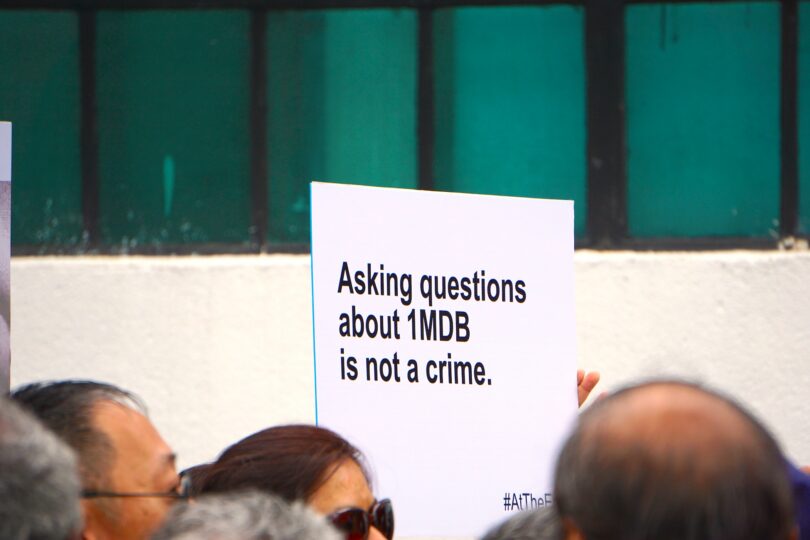 Asking questions
about 1MDB
is not a crime.